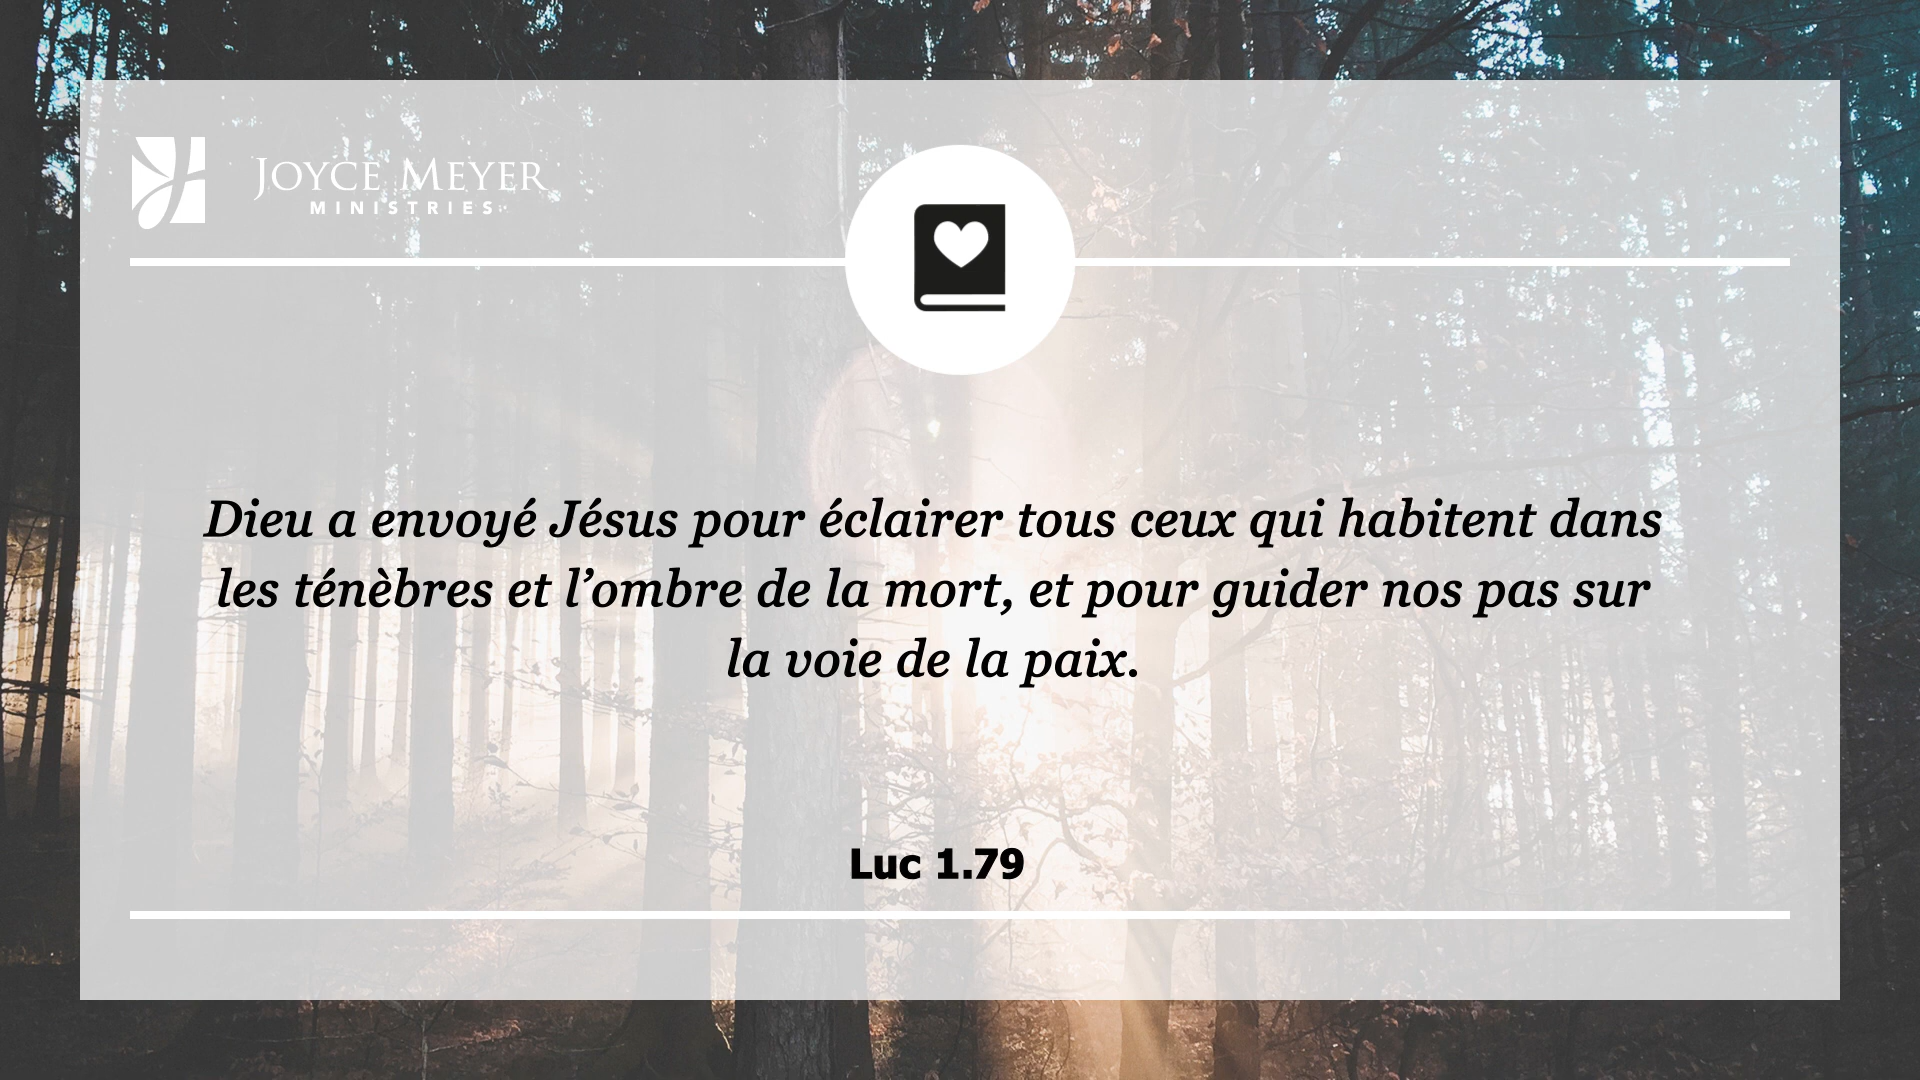 JOYCE MEYER
MINISTRIES
Dieu a envoyé Jésus pour éclairer tous ceux qui habitent dans
les ténèbres et l’ombre de la mort, et pour guider nos pas sur
la voie de la paix.
Luc 1.79